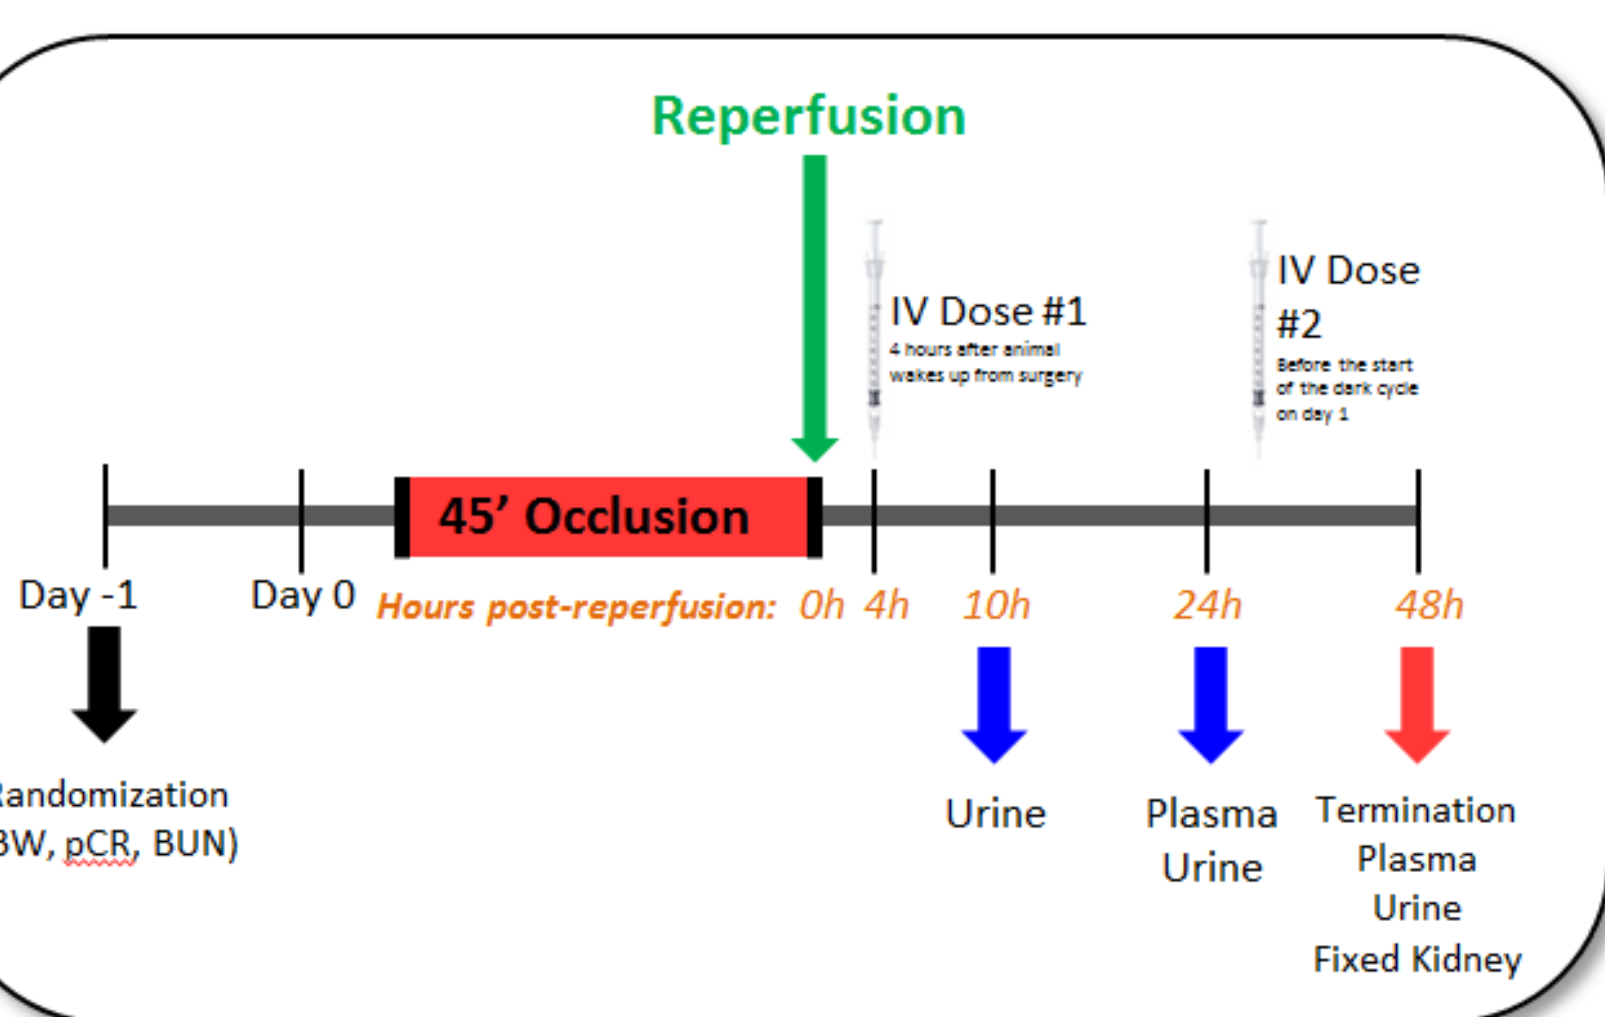 Reperfusion
IV Dose #1
4 hours after animal
wakes up from surgery
IV Dose
#2
Before the start
of the dark cycle
on day 1
45’ Occlusion
Day -1
Day 0
Hours post-reperfusion:
0h
4h
10h
24h
48h
andomization
BW, pCR, BUN)
Urine
Plasma
Urine
Termination
Plasma
Urine
Fixed Kidney